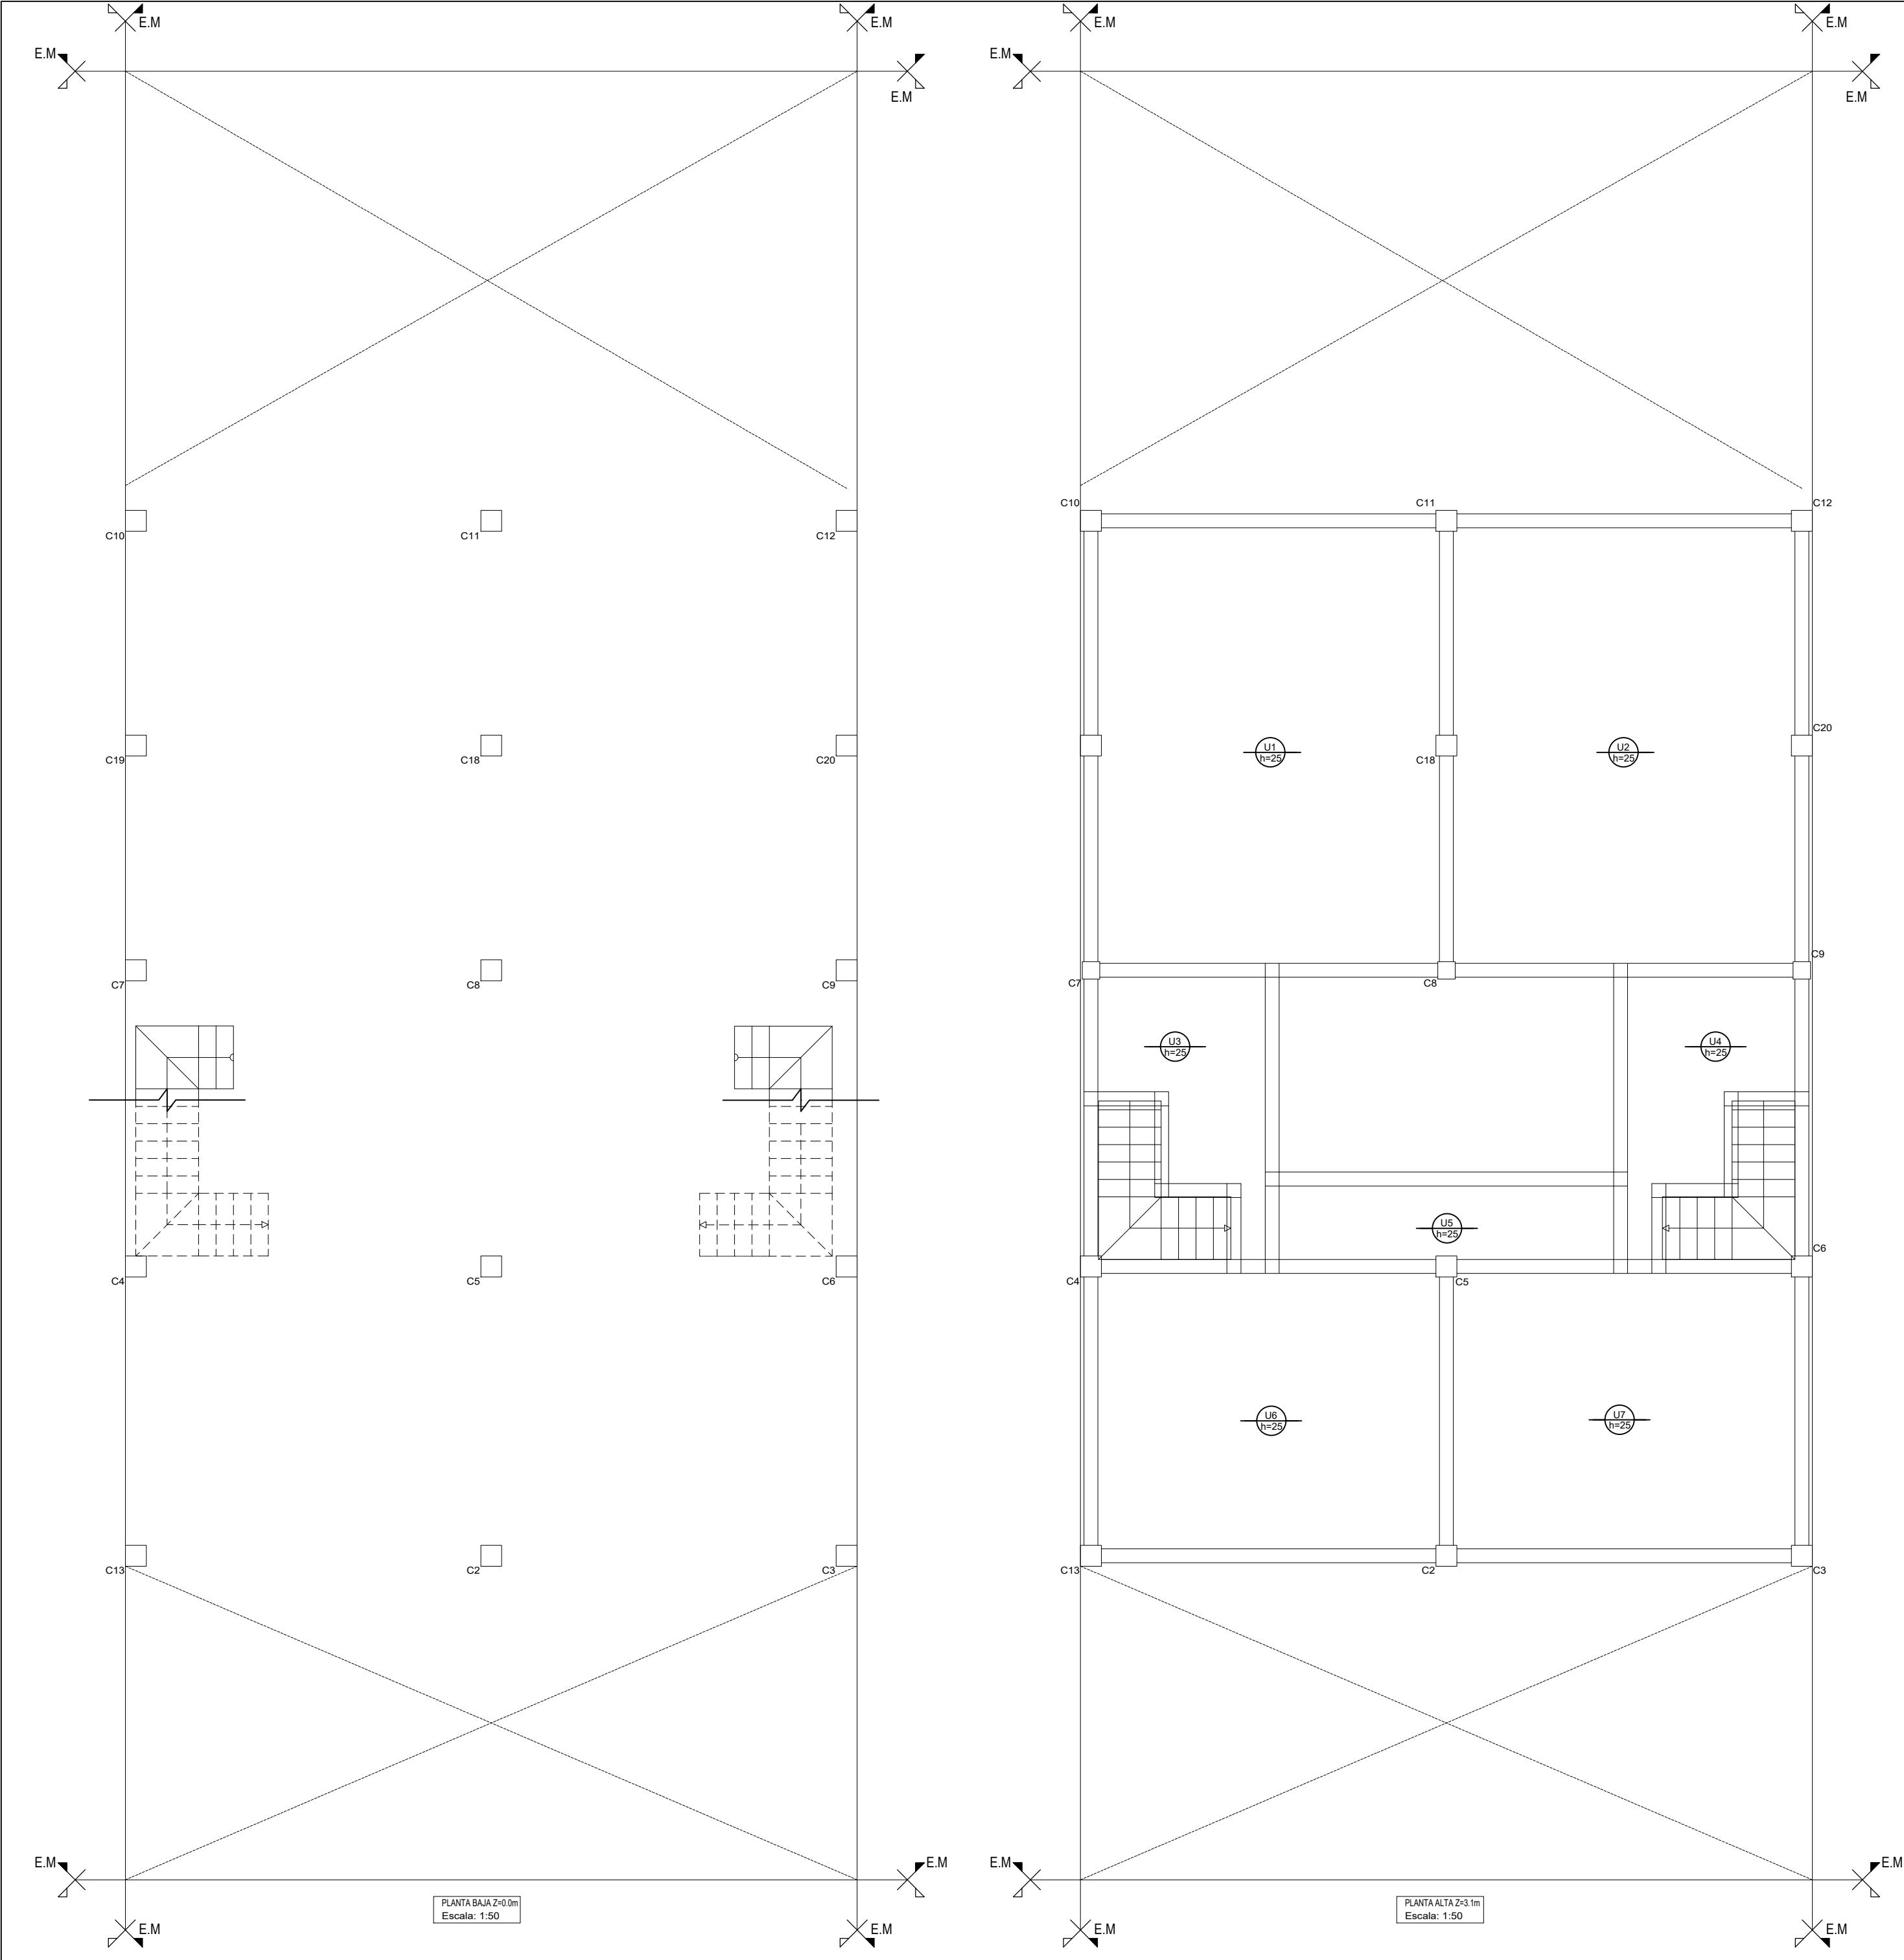 E.M
E.M
E.M
E.M
C10
C11
C12
C19
C18
C20
C7
C8
C9
C4
C5
C6
C13
C2
C3
E.M
E.M
PLANTA BAJA Z=0.0m
Escala: 1:50
E.M
E.M
E.M
E.M
E.M
E.M
C10
C11
C12
C20
U1
h=25
U2
h=25
C18
C9
C7
C8
U3
h=25
U4
h=25
U5
h=25
C6
C4
C5
U6
h=25
U7
h=25
C13
C2
C3
E.M
E.M
PLANTA ALTA Z=3.1m
Escala: 1:50
E.M
E.M